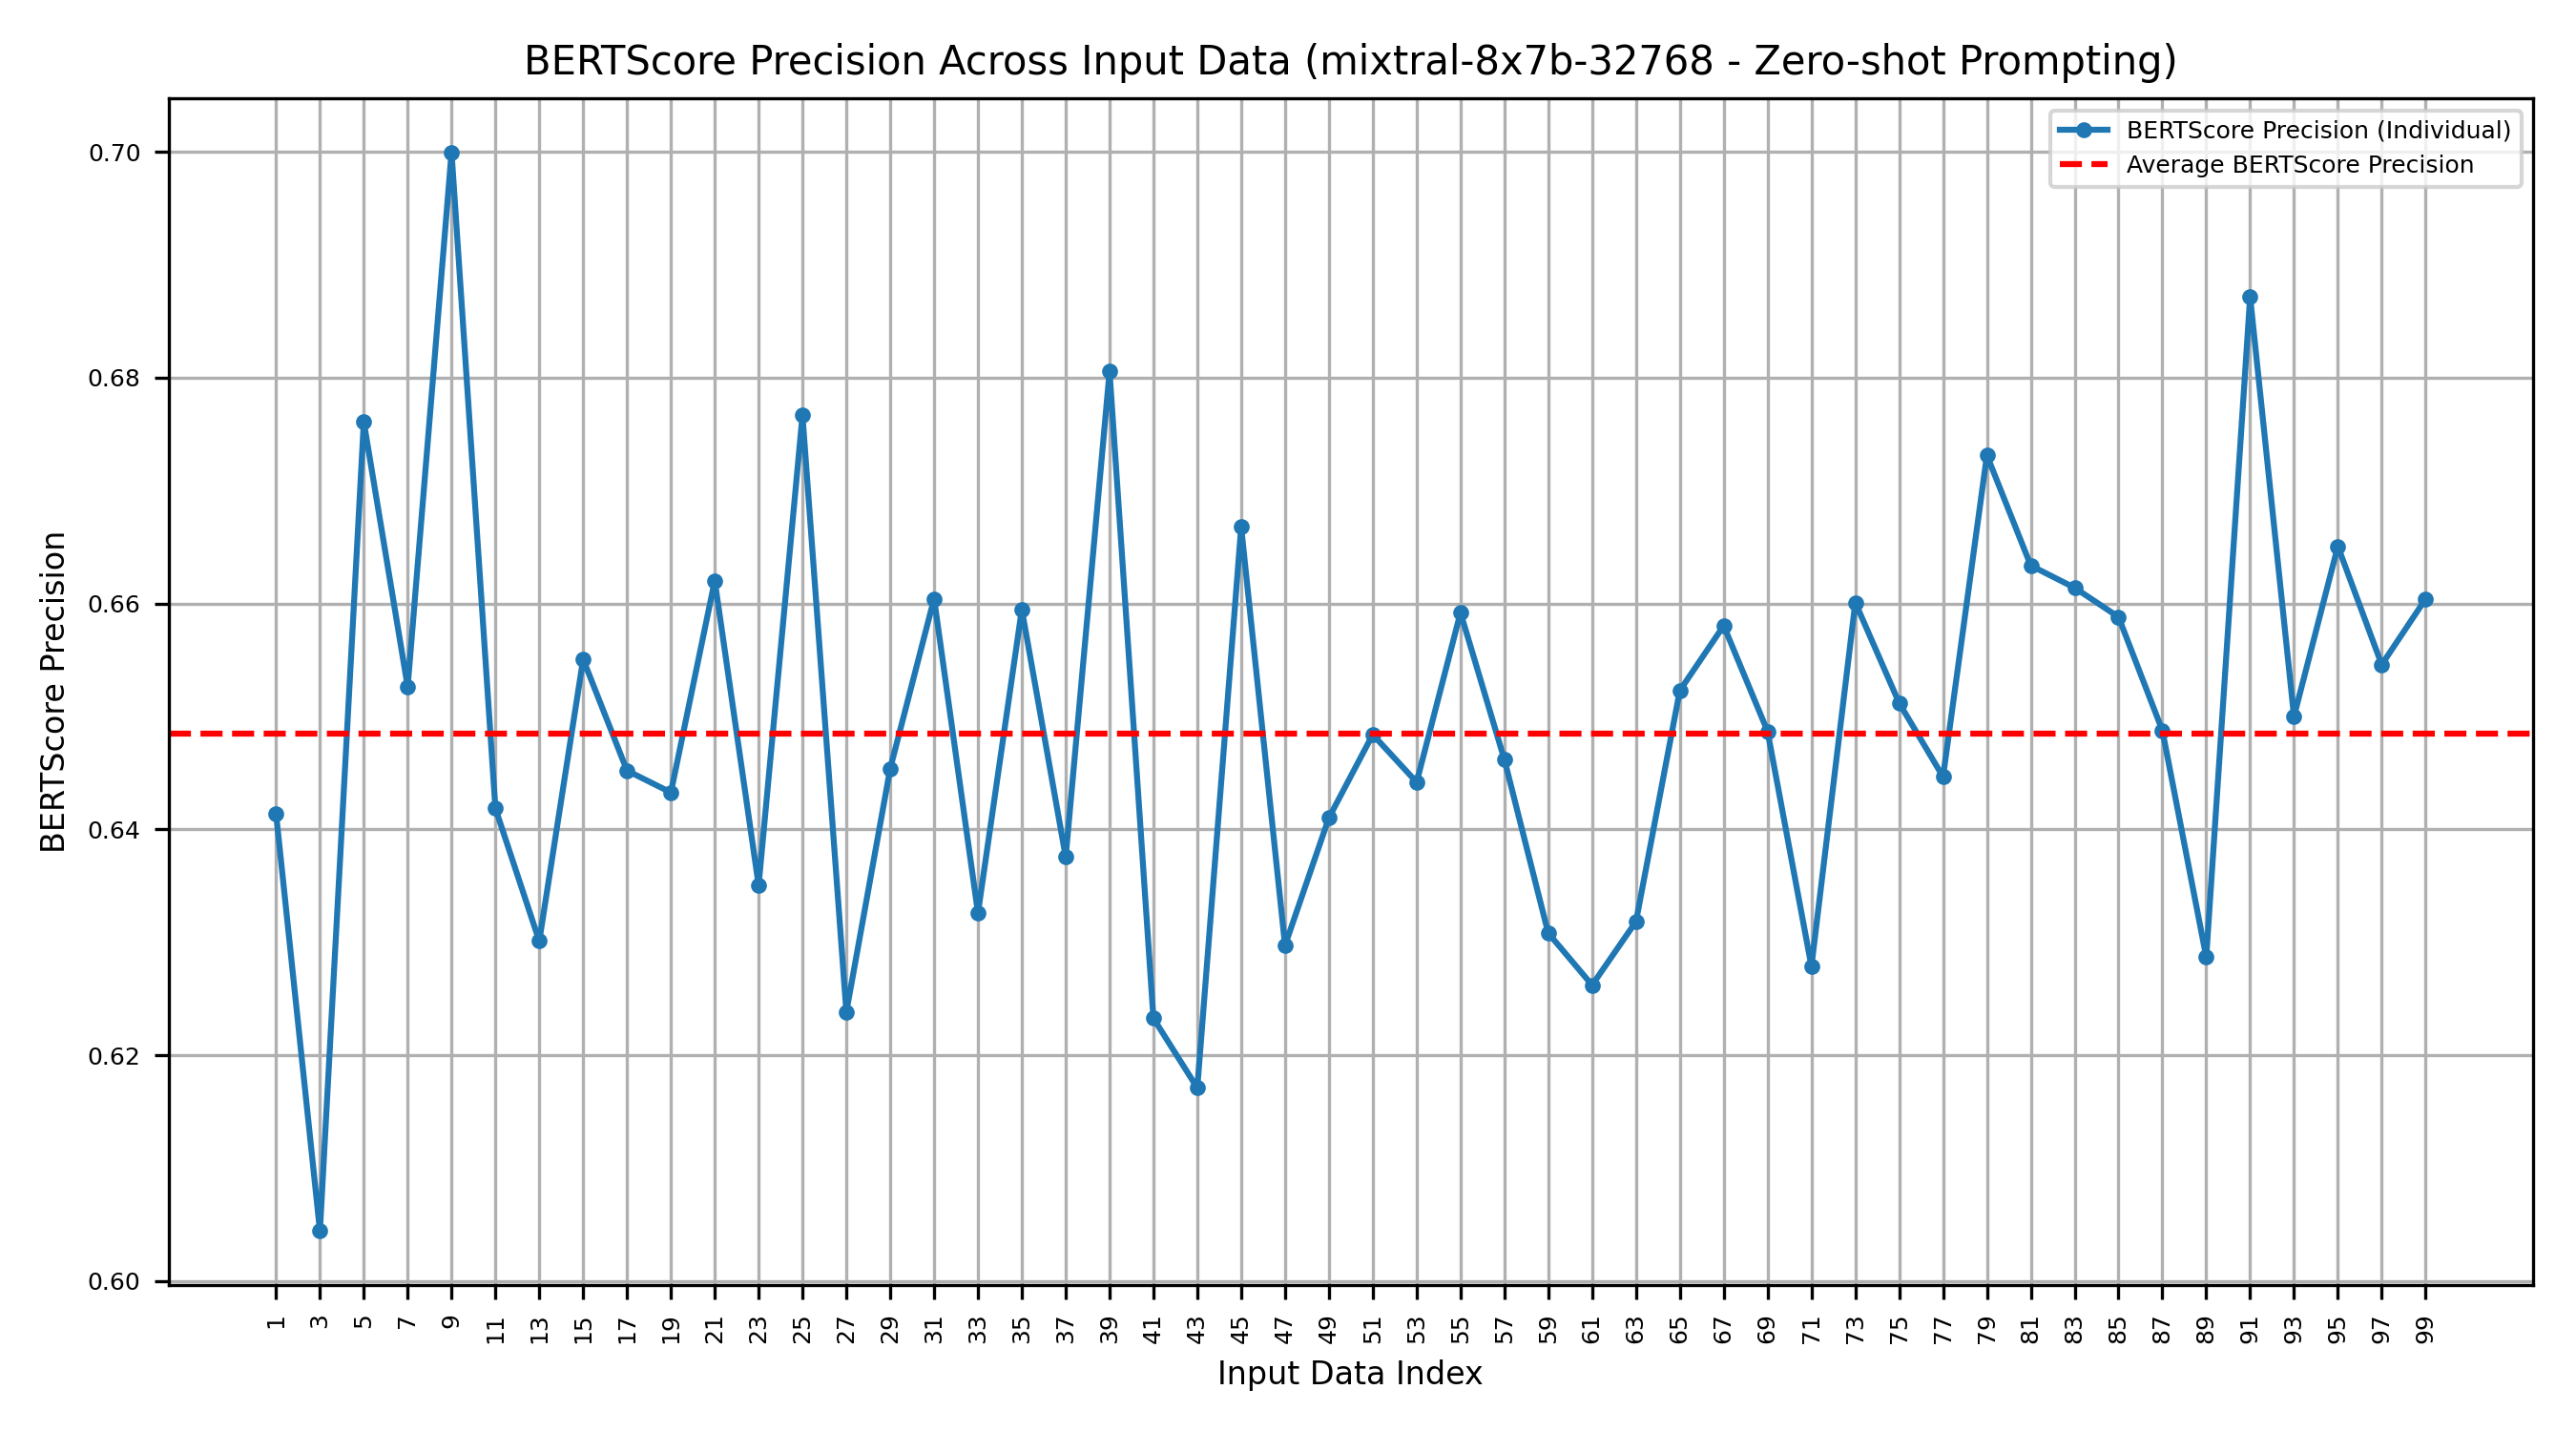 BERTScore Precision Across Input Data (mixtral-8x7b-32768 - Zero-shot Prompting)
BERTScore Precision (Individual)
Average BERTScore Precision
BERTScore Precision
0.70
0.68
0.66
0.64
0.62
0.60
1 3 5 7 9 11 13 15 17 19 21 23 25 27 29 31 33 35 37 39 41 43 45 47 49 51 53 55 57 59 61 63 65 67 69 71 73 75 77 79 81 83 85 87 89 91 93 95 97 99
Input Data Index